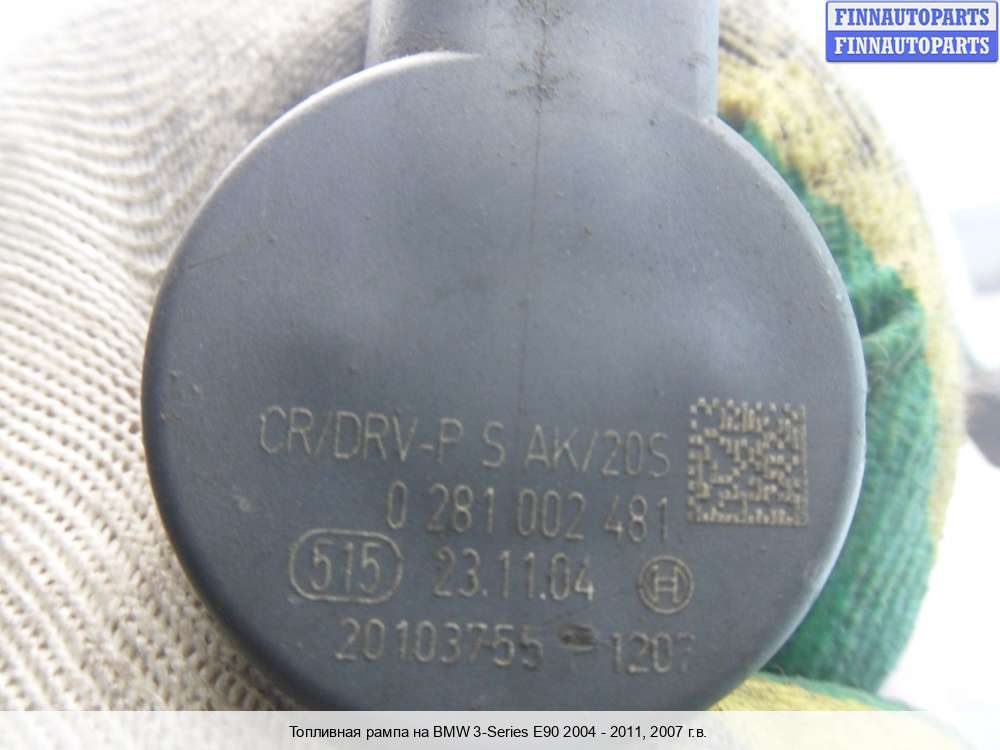 FINNAUTOPARTS
FINNAUTOPARTS
CR/DRV-P S AK/20S
0 281 002 481
515 23.11.04 H
20103755 - 1207
Топливная рампа на BMW 3-Series E90 2004 - 2011, 2007 г.в.